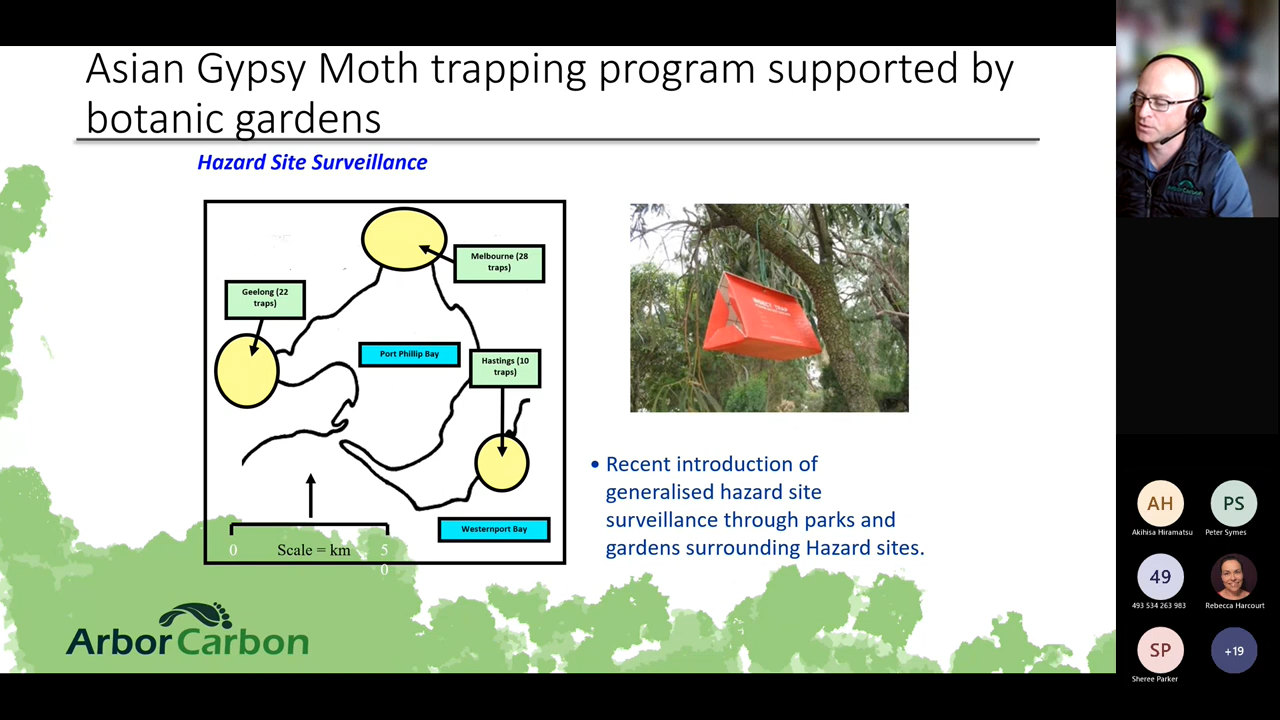 Asian Gypsy Moth trapping program supported by
botanic gardens
Hazard Site Surveillance
Melbourne (28
traps)
Geelong (22
traps)
Port Phillip Bay
Hastings (10
traps)
Westernport Bay
0 Scale = km 5
0
INSECT TRAP
• Recent introduction of
generalised hazard site
surveillance through parks and
gardens surrounding Hazard sites.
ArborCarbon
AH
Akihisa Hiramatsu
PS
Peter Symes
49
493 534 263 983
Rebecca Harcourt
SP
Sheree Parker
+19